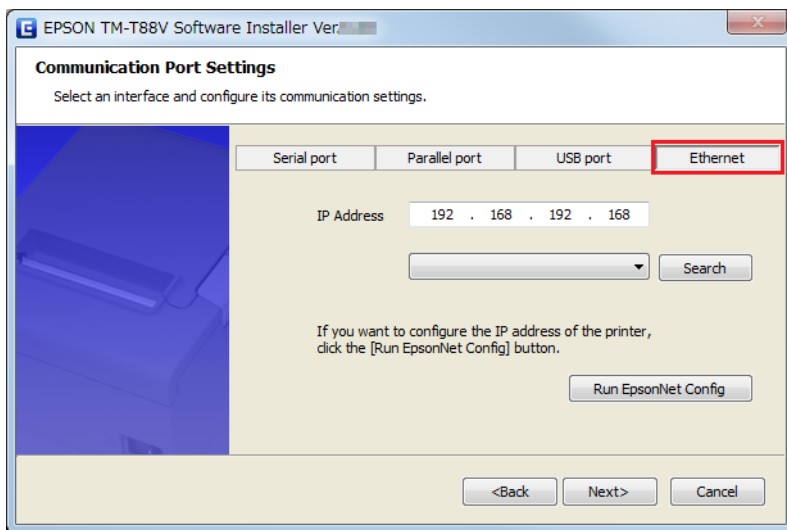 EPSON TM-T88V Software Installer Ver.
Communication Port Settings
Select an interface and configure its communication settings.
Serial port Parallel port USB port Ethernet
IP Address 192 . 168 . 192 . 168
Search
If you want to configure the IP address of the printer,
click the [Run EpsonNet Config] button.
Run EpsonNet Config
<Back Next> Cancel